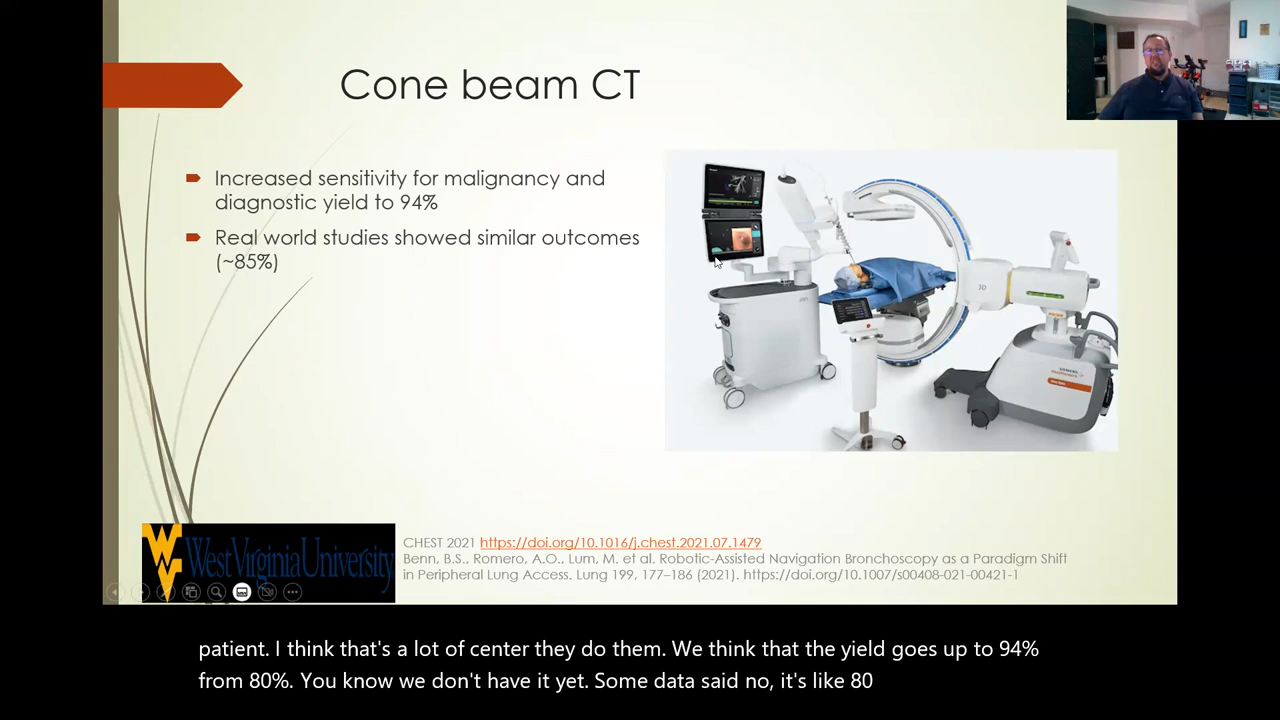 Cone beam CT
Increased sensitivity for malignancy and
diagnostic yield to 94%
Real world studies showed similar outcomes
(~85%)
3D
SIEMENS
Healthineers
West Virginia University
CHEST 2021 https://doi.org/10.1016/j.chest.2021.07.1479
Benn, B.S., Romero, A.O., Lum, M. et al. Robotic-Assisted Navigation Bronchoscopy as a Paradigm Shift
in Peripheral Lung Access. Lung 199, 177–186 (2021). https://doi.org/10.1007/s00408-021-00421-1
patient. I think that's a lot of center they do them. We think that the yield goes up to 94%
from 80%. You know we don't have it yet. Some data said no, it's like 80